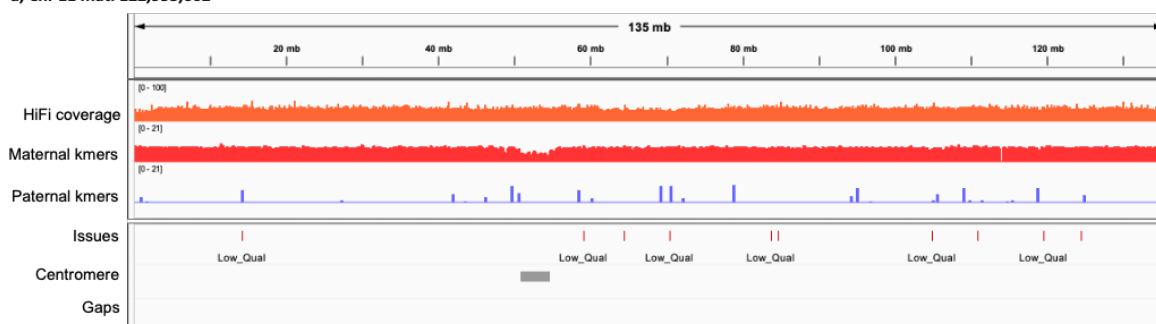 135 mb
20 mb 40 mb 60 mb 80 mb 100 mb 120 mb
[0 - 100]
HiFi coverage
[0 - 21]
Maternal kmers
[0 - 21]
Paternal kmers
Issues
Low_Qual Low_Qual Low_Qual Low_Qual Low_Qual Low_Qual
Centromere
Gaps